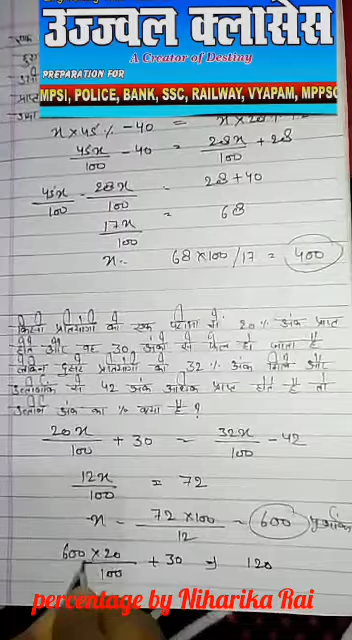 उज्ज्वल क्लासेस
A Creator of Destiny
PREPARATION FOR
MPSI, POLICE, BANK, SSC, RAILWAY, VYAPAM, MPPSC
x×45% -40 = x×28
45x/100 - 40 = 28x/100 + 28
45x/100 - 28x/100 = 28+40
17x/100 = 68
x = 68×100/17 = 400
किसी प्रतियोगी को एक परीक्षा में 20% अंक प्राप्त
होते और वह 30 अंकों से फेल हो जाता है
लेकिन दूसरे प्रतियोगी को 32% अंक मिले और
उत्तीर्णांक से 42 अंक अधिक प्राप्त होते है तो
उत्तीर्ण अंक का % क्या है ?
20x/100 + 30 = 32x/100 - 42
12x/100 = 72
x = 72×100/12 = 600 पूर्णांक
600×20/100 + 30 ⇒ 120
percentage by Niharika Rai